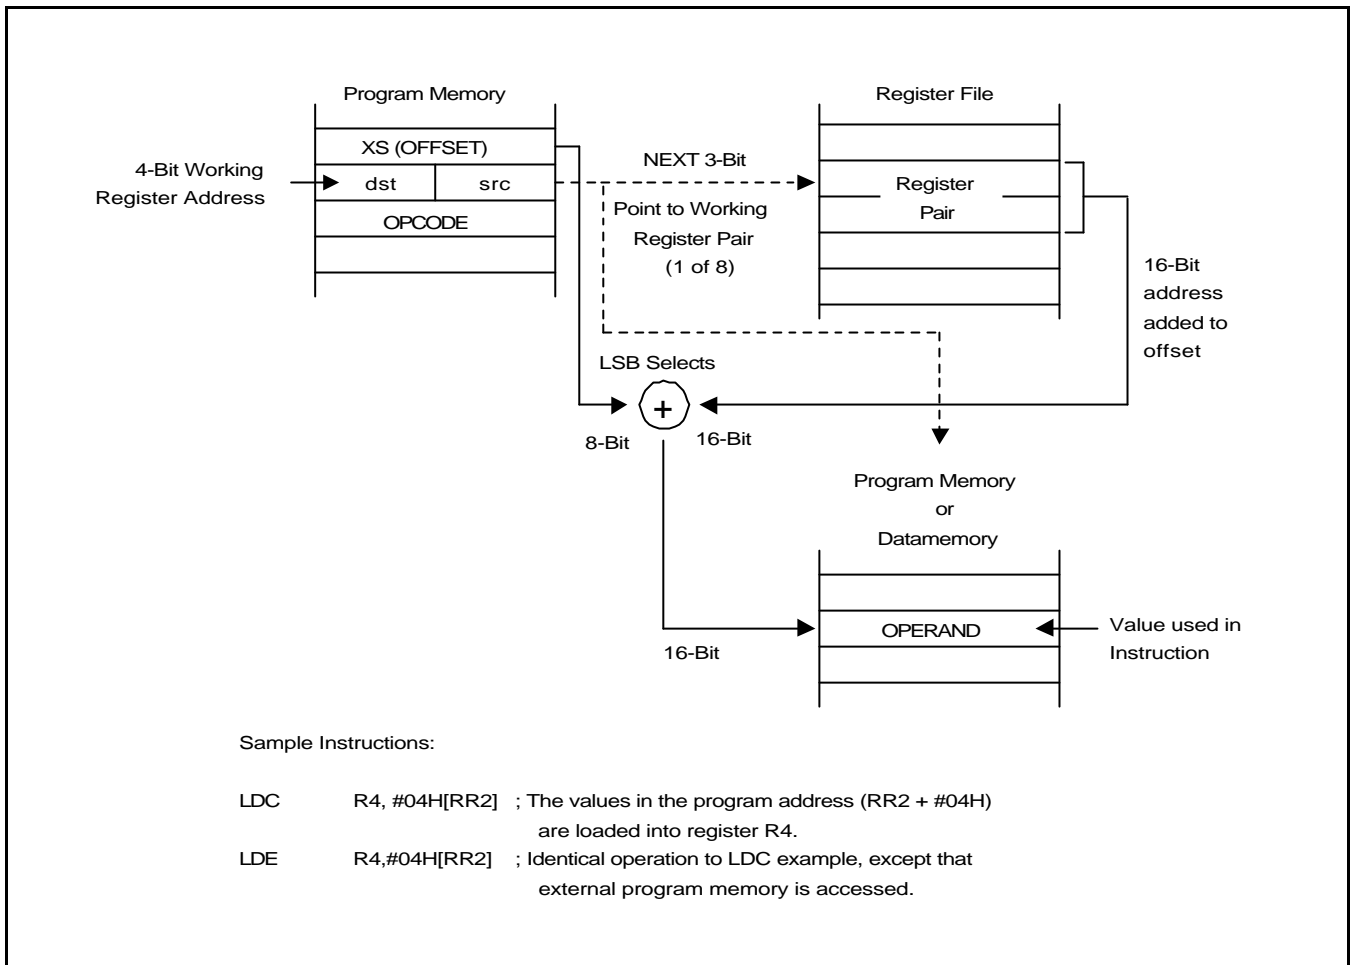 Program Memory
Register File
XS (OFFSET)
4-Bit Working
Register Address
dst
src
OPCODE
NEXT 3-Bit
Point to Working
Register Pair
(1 of 8)
Register
Pair
16-Bit
address
added to
offset
LSB Selects
+
8-Bit
16-Bit
Program Memory
or
Datamemory
OPERAND
Value used in
Instruction
16-Bit
Sample Instructions:
LDC R4, #04H[RR2] ; The values in the program address (RR2 + #04H)
are loaded into register R4.
LDE R4,#04H[RR2] ; Identical operation to LDC example, except that
external program memory is accessed.